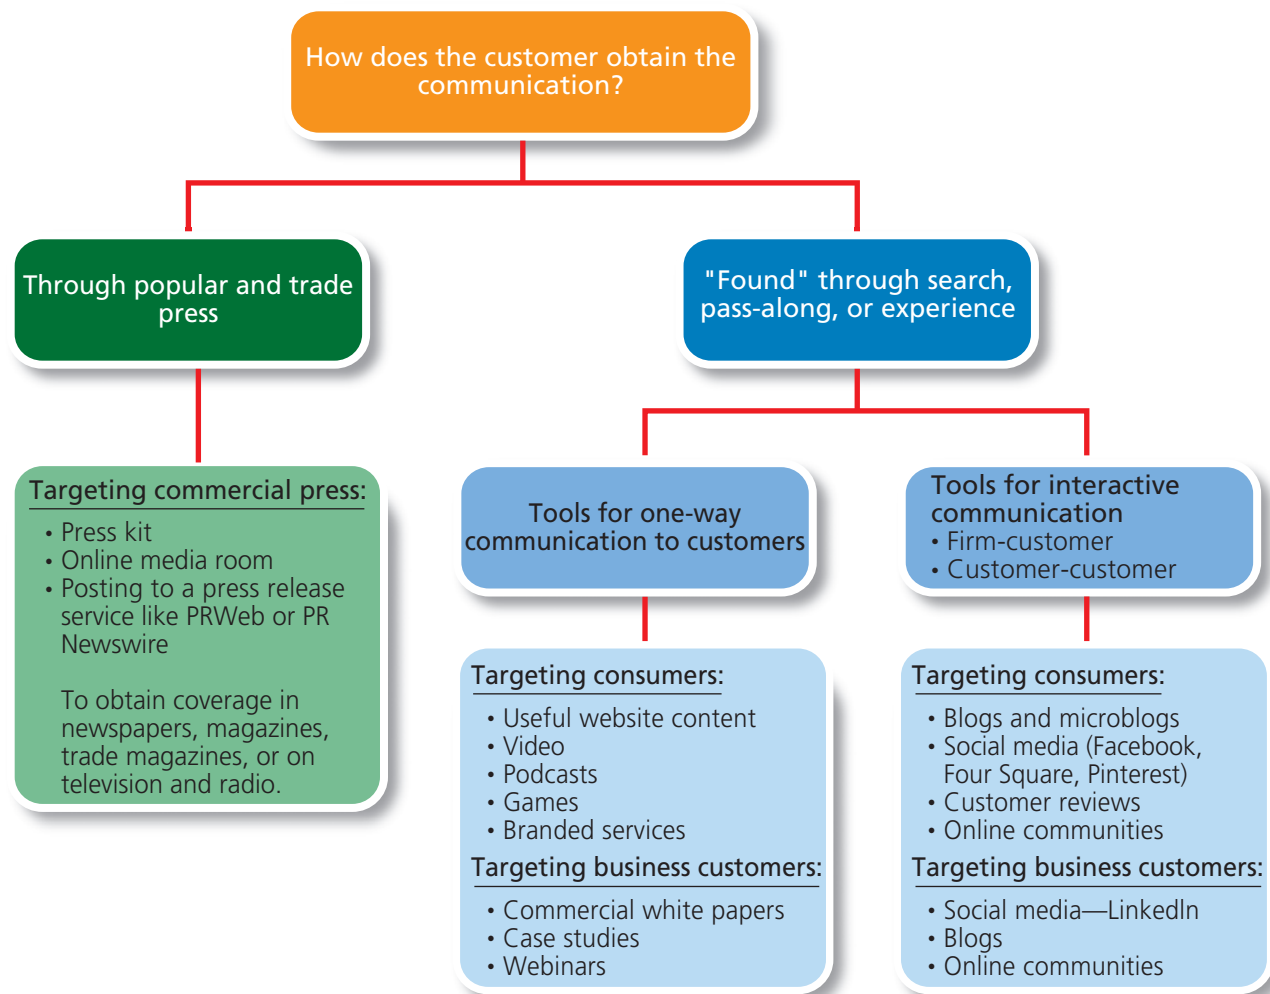 How does the customer obtain the
communication?
Through popular and trade
press
"Found" through search,
pass-along, or experience
Targeting commercial press:
• Press kit
• Online media room
• Posting to a press release
service like PRWeb or PR
Newswire
To obtain coverage in
newspapers, magazines,
trade magazines, or on
television and radio.
Tools for one-way
communication to customers
Targeting consumers:
• Useful website content
• Video
• Podcasts
• Games
• Branded services
Targeting business customers:
• Commercial white papers
• Case studies
• Webinars
Tools for interactive
communication
• Firm-customer
• Customer-customer
Targeting consumers:
• Blogs and microblogs
• Social media (Facebook,
Four Square, Pinterest)
• Customer reviews
• Online communities
Targeting business customers:
• Social media—LinkedIn
• Blogs
• Online communities